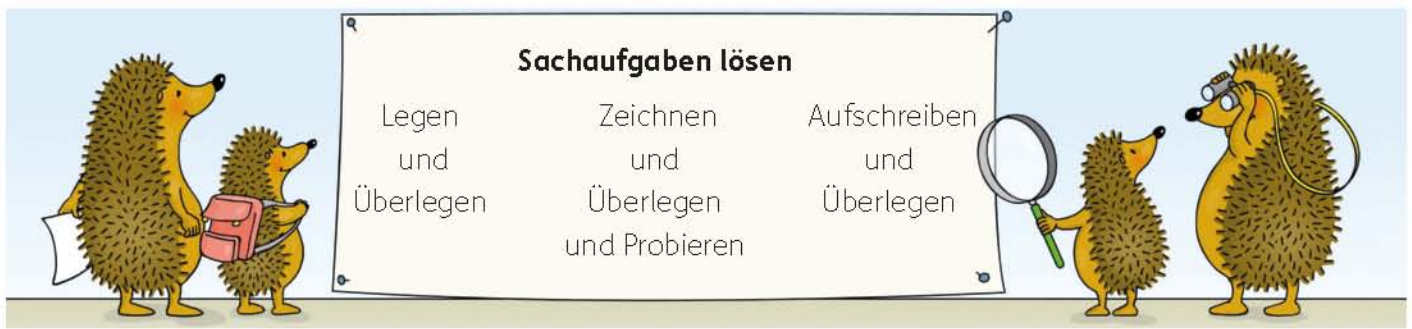 Sachaufgaben lösen
Legen
und
Überlegen
Zeichnen
und
Überlegen
und Probieren
Aufschreiben
und
Überlegen